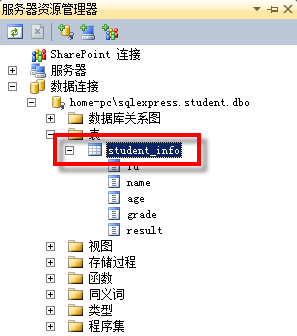 服务器资源管理器
SharePoint 连接
服务器
数据连接
home-pc\sqlexpress.student.dbo
数据库关系图
表
student_info
id
name
age
grade
result
视图
存储过程
函数
同义词
类型
程序集